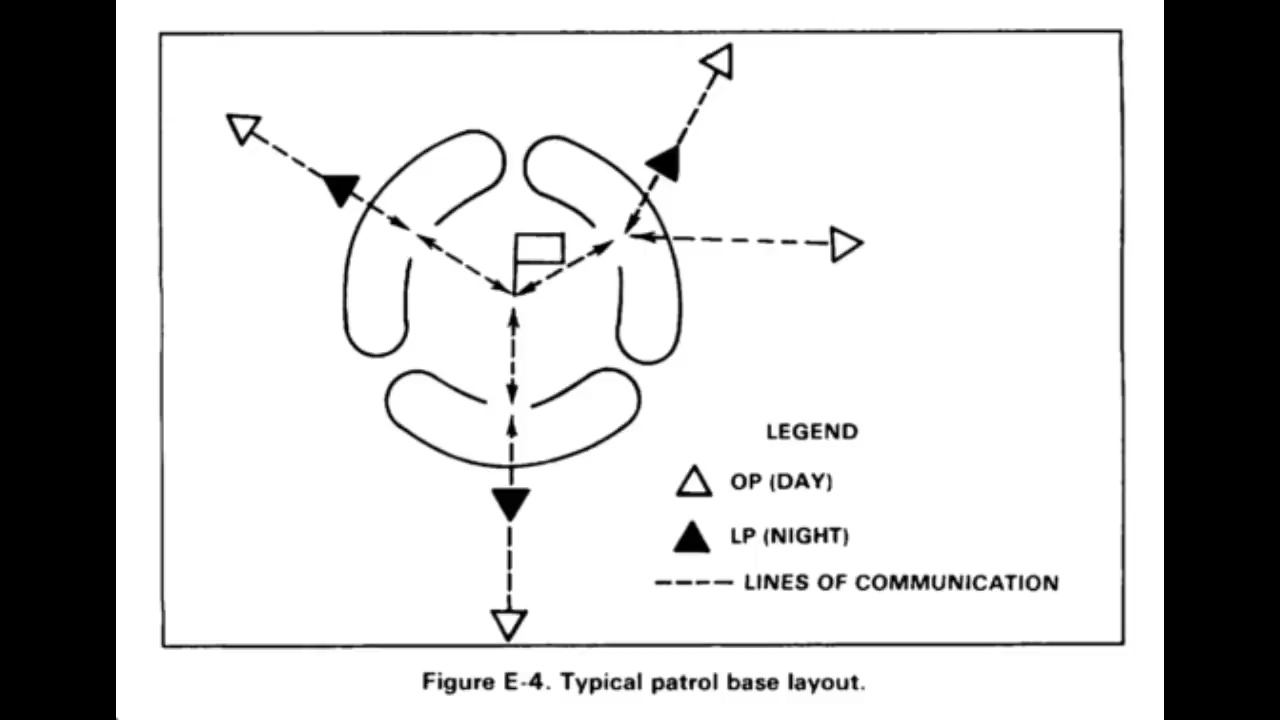 LEGEND
OP (DAY)
LP (NIGHT)
LINES OF COMMUNICATION
Figure E-4. Typical patrol base layout.